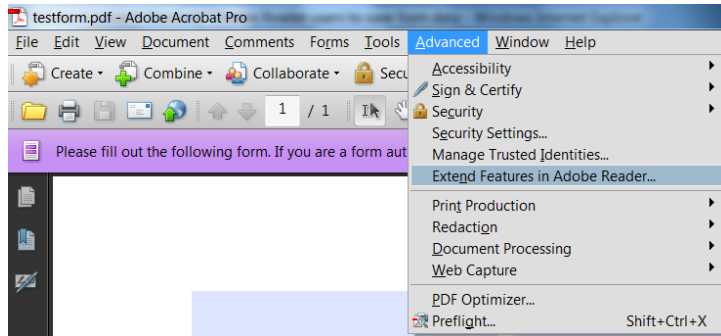 testform.pdf - Adobe Acrobat Pro
File Edit View Document Comments Forms Tools Advanced Window Help
Create Combine Collaborate Secu
1 / 1
Please fill out the following form. If you are a form aut
Accessibility
Sign & Certify
Security
Security Settings...
Manage Trusted Identities...
Extend Features in Adobe Reader...
Print Production
Redaction
Document Processing
Web Capture
PDF Optimizer...
Preflight... Shift+Ctrl+X